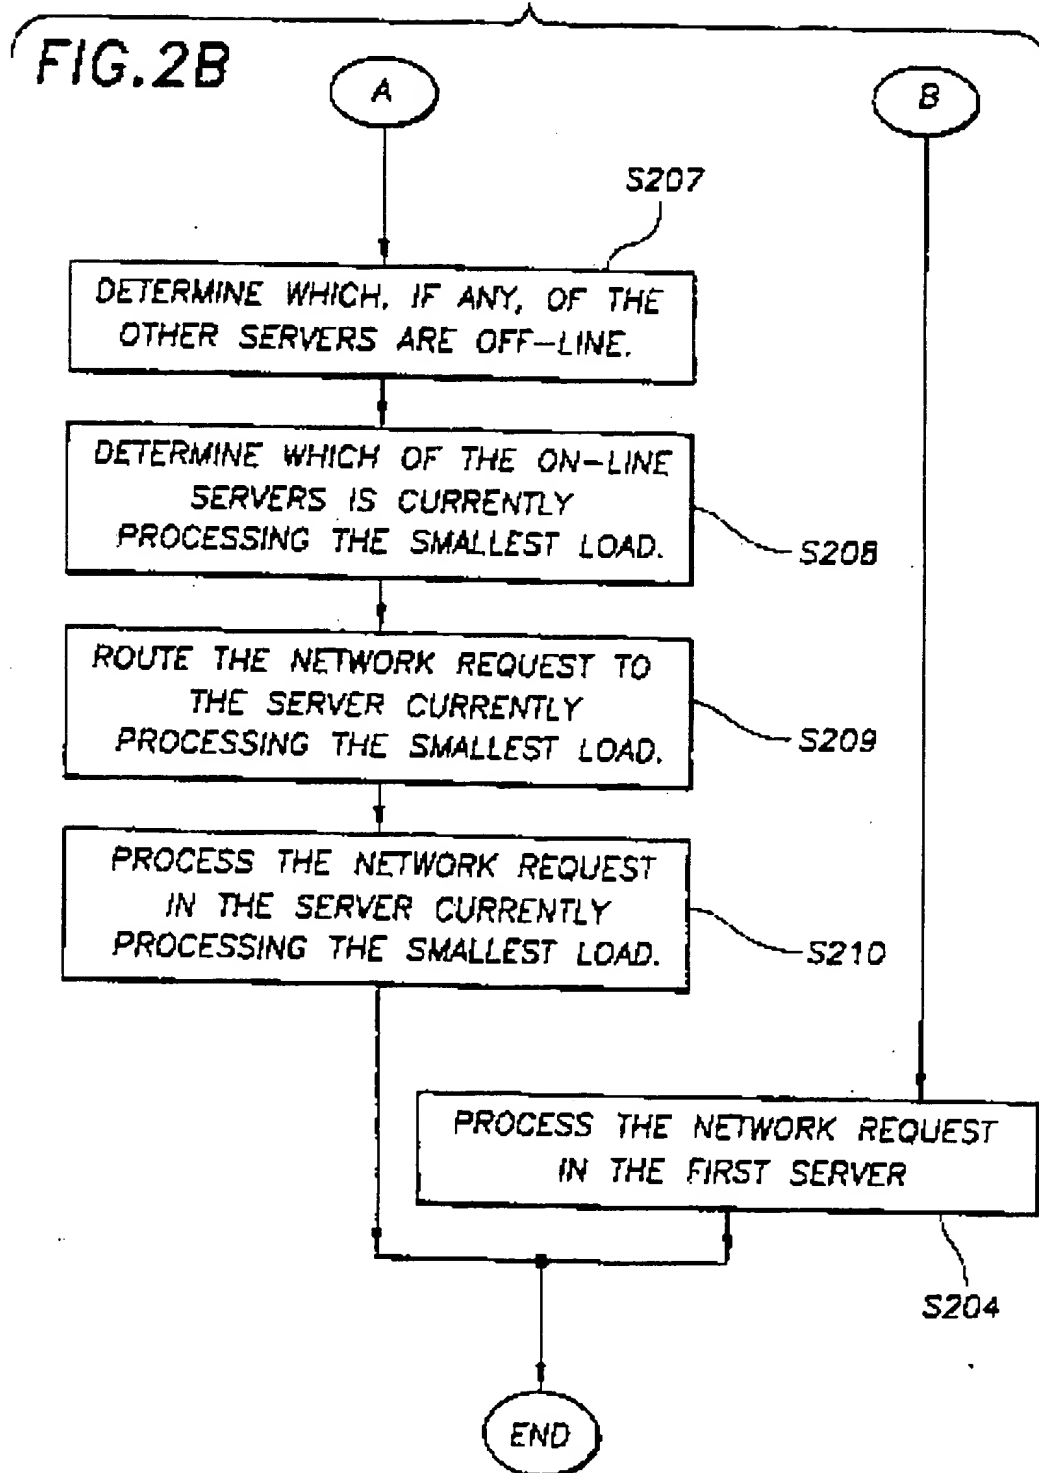 FIG.2B
A
B
S207
DETERMINE WHICH, IF ANY, OF THE
OTHER SERVERS ARE OFF-LINE.
DETERMINE WHICH OF THE ON-LINE
SERVERS IS CURRENTLY
PROCESSING THE SMALLEST LOAD.
S208
ROUTE THE NETWORK REQUEST TO
THE SERVER CURRENTLY
PROCESSING THE SMALLEST LOAD.
S209
PROCESS THE NETWORK REQUEST
IN THE SERVER CURRENTLY
PROCESSING THE SMALLEST LOAD.
S210
PROCESS THE NETWORK REQUEST
IN THE FIRST SERVER
S204
END